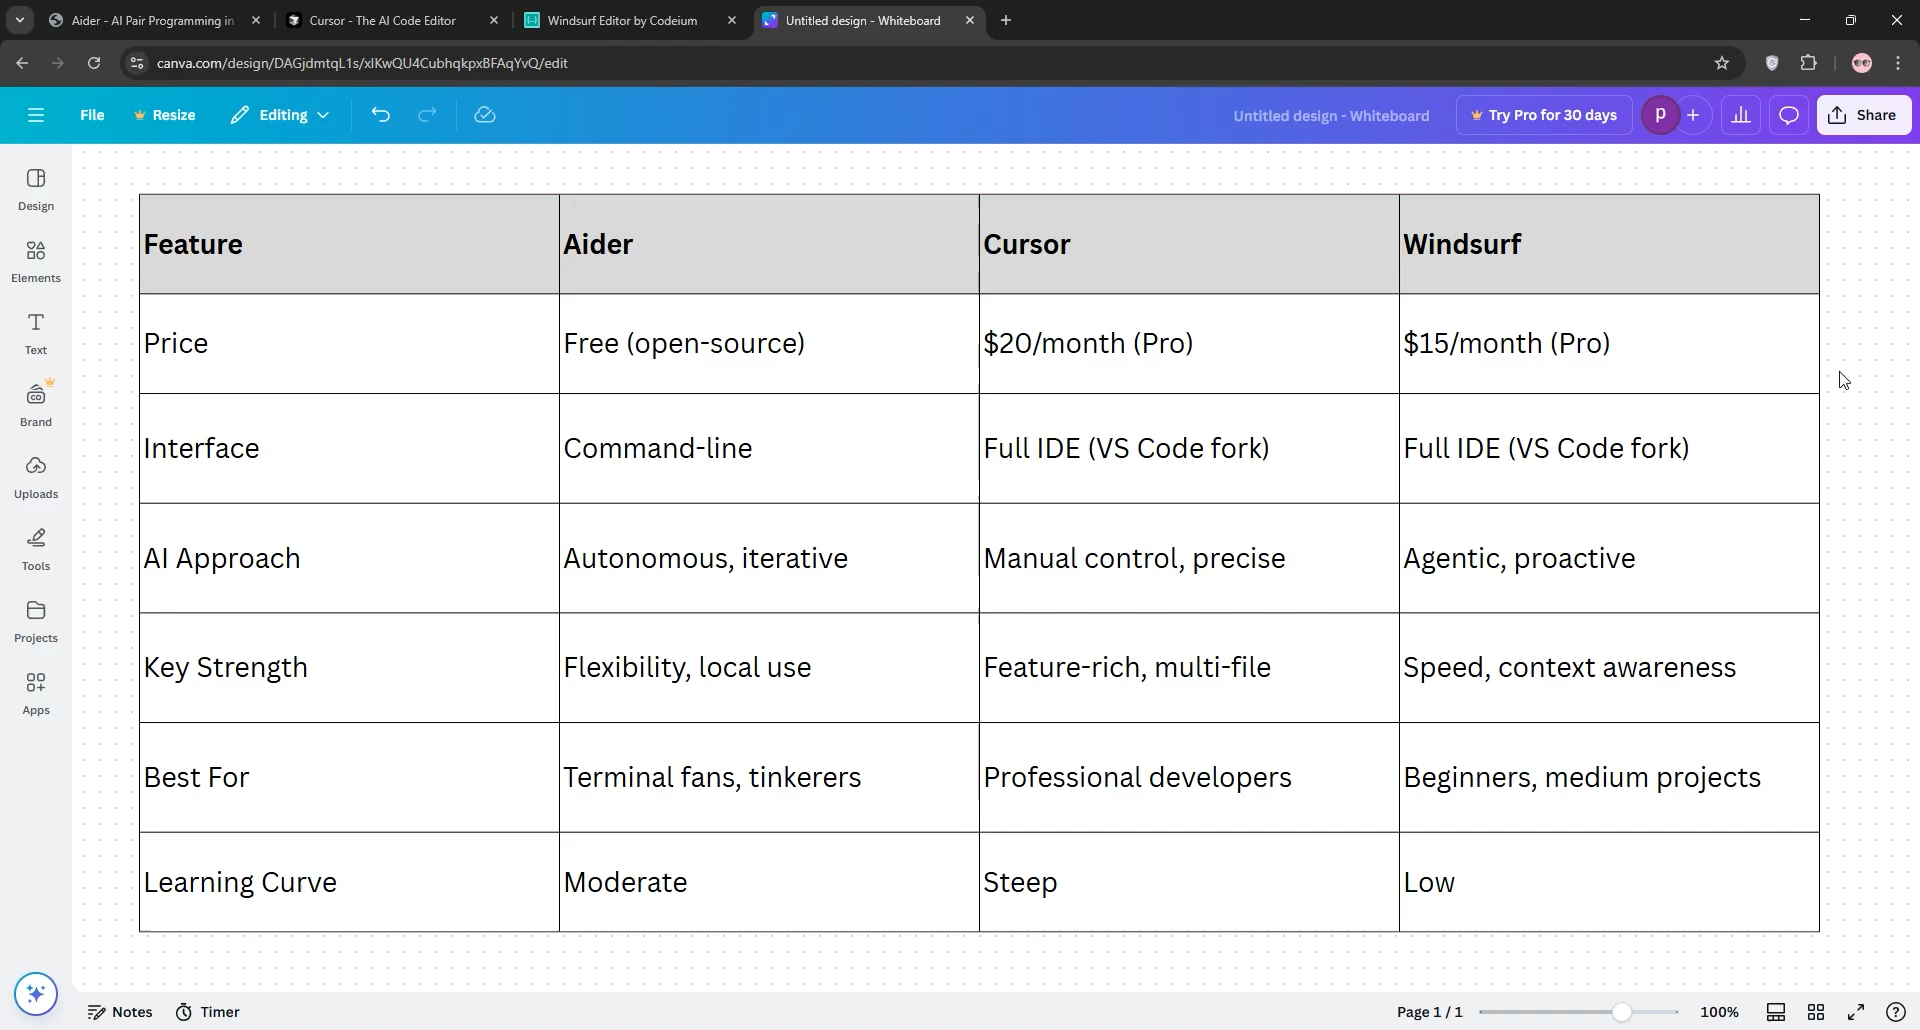 Aider - AI Pair Programming in
Cursor - The AI Code Editor
Windsurf Editor by Codeium
Untitled design - Whiteboard
canva.com/design/DAGjdmtqL1s/xlKwQU4CubhqkpxBFAqYvQ/edit
File
Resize
Editing
Untitled design - Whiteboard
Try Pro for 30 days
P
Share
Design
Elements
Text
Brand
Uploads
Tools
Projects
Apps
Feature Aider Cursor Windsurf
Price Free (open-source) $20/month (Pro) $15/month (Pro)
Interface Command-line Full IDE (VS Code fork) Full IDE (VS Code fork)
AI Approach Autonomous, iterative Manual control, precise Agentic, proactive
Key Strength Flexibility, local use Feature-rich, multi-file Speed, context awareness
Best For Terminal fans, tinkerers Professional developers Beginners, medium projects
Learning Curve Moderate Steep Low
Notes
Timer
Page 1 / 1
100%